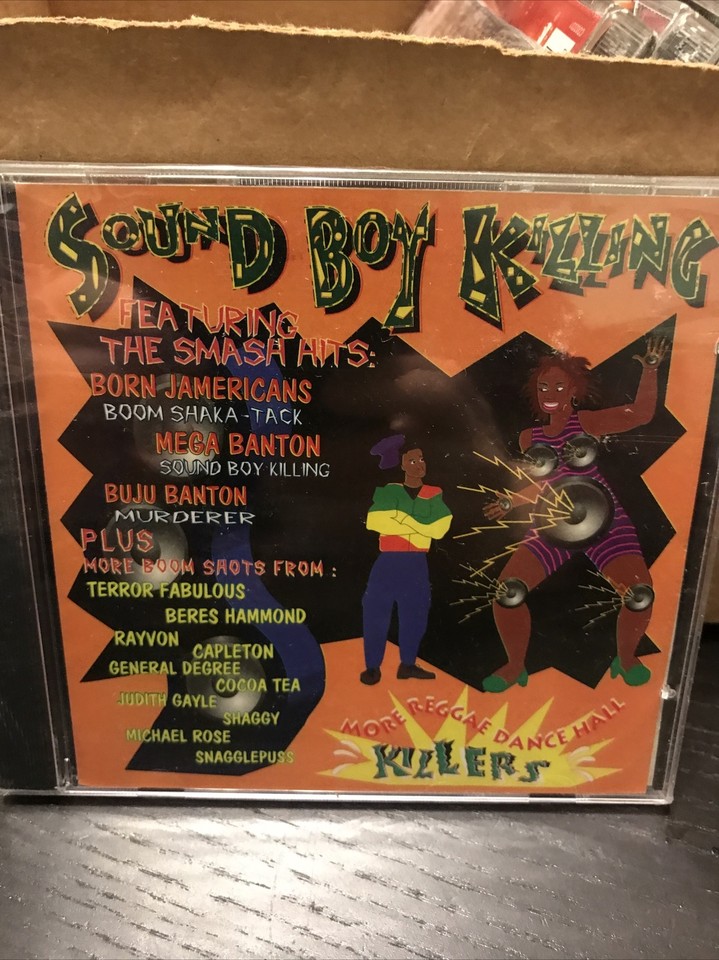 SOUND BOY KILLING
FEATURING
THE SMASH HITS:
BORN JAMERICANS
BOOM SHAKA-TACK
MEGA BANTON
SOUND BOY KILLING
BUJU BANTON
MURDERER
PLUS
MORE BOOM SHOTS FROM :
TERROR FABULOUS
BERES HAMMOND
RAYVON
CAPLETON
GENERAL DEGREE
COCOA TEA
JUDITH GAYLE
SHAGGY
MICHAEL ROSE
SNAGGLEPUSS
MORE REGGAE DANCE HALL
KILLERS